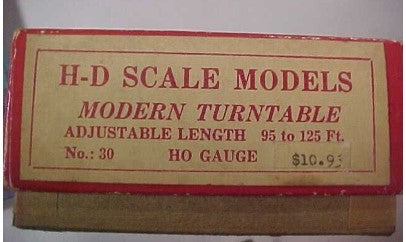 H-D SCALE MODELS
MODERN TURNTABLE
ADJUSTABLE LENGTH 95 to 125 Ft.
No.: 30 HO GAUGE $10.95